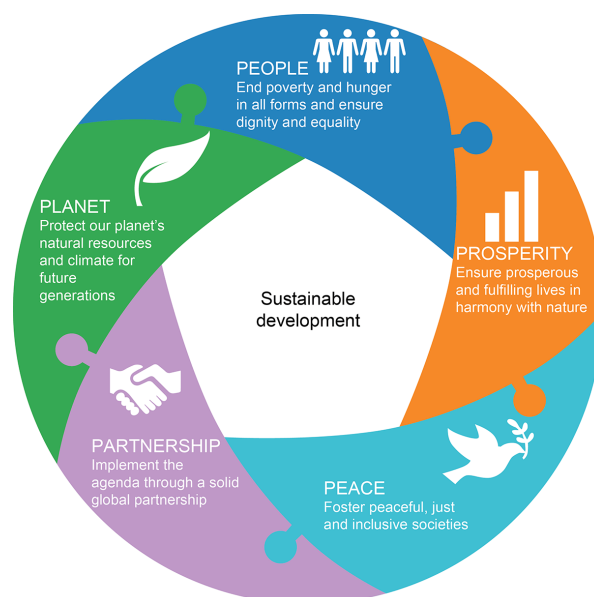 PEOPLE
End poverty and hunger
in all forms and ensure
dignity and equality
PROSPERITY
Ensure prosperous
and fulfilling lives in
harmony with nature
PEACE
Foster peaceful, just
and inclusive societies
PARTNERSHIP
Implement the
agenda through a solid
global partnership
PLANET
Protect our planet's
natural resources
and climate for
future
generations
Sustainable
development